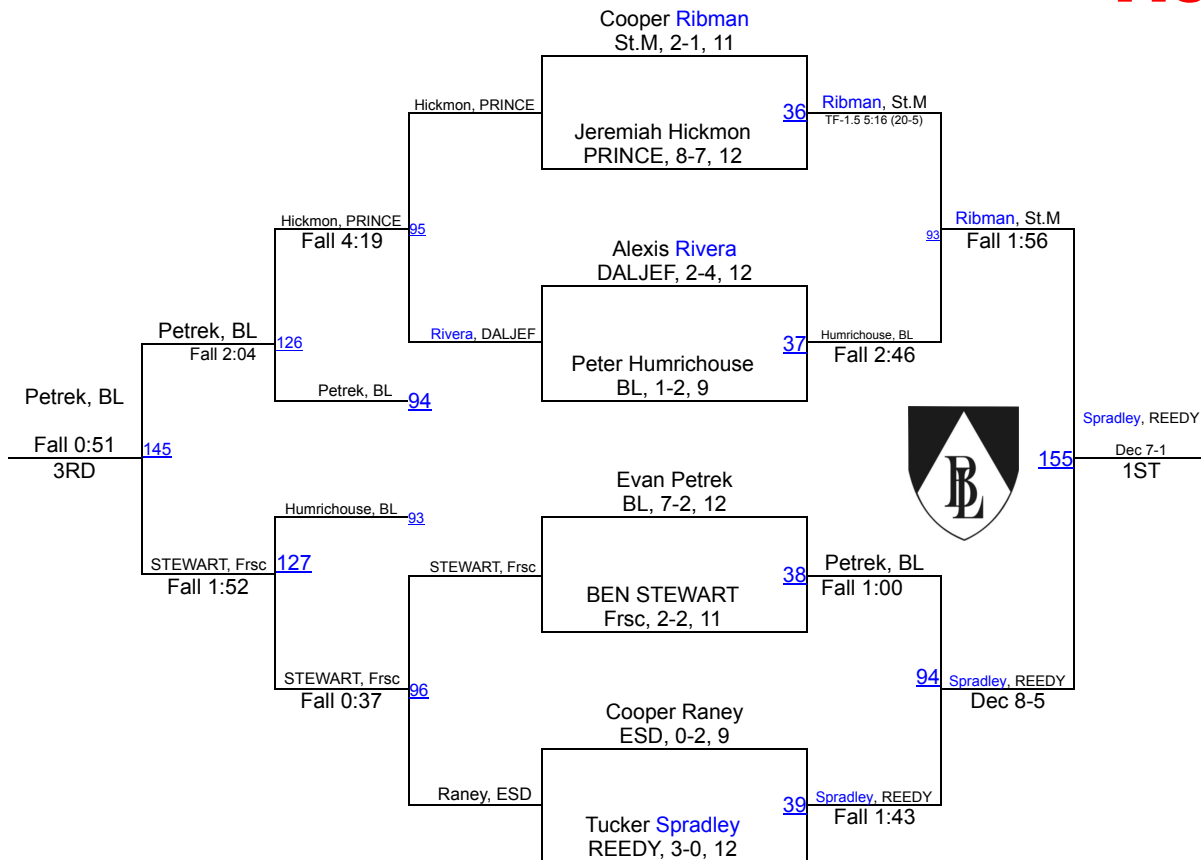 Cooper Ribman
St.M, 2-1, 11
Hickmon, PRINCE
36
Ribman, St.M
TF-1.5 5:16 (20-5)
Jeremiah Hickmon
PRINCE, 8-7, 12
Hickmon, PRINCE
Fall 4:19
95
93
Ribman, St.M
Fall 1:56
Alexis Rivera
DALJEF, 2-4, 12
Petrek, BL
Fall 2:04
126
Rivera, DALJEF
37
Humrichouse, BL
Fall 2:46
Peter Humrichouse
BL, 1-2, 9
Petrek, BL
Petrek, BL
94
Fall 0:51
3RD
145
BL
155
Spradley, REEDY
Dec 7-1
1ST
Evan Petrek
BL, 7-2, 12
Humrichouse, BL
93
STEWART, Frsc
Fall 1:52
127
STEWART, Frsc
38
Petrek, BL
Fall 1:00
BEN STEWART
Frsc, 2-2, 11
STEWART, Frsc
Fall 0:37
96
94
Spradley, REEDY
Dec 8-5
Cooper Raney
ESD, 0-2, 9
Raney, ESD
39
Spradley, REEDY
Fall 1:43
Tucker Spradley
REEDY, 3-0, 12